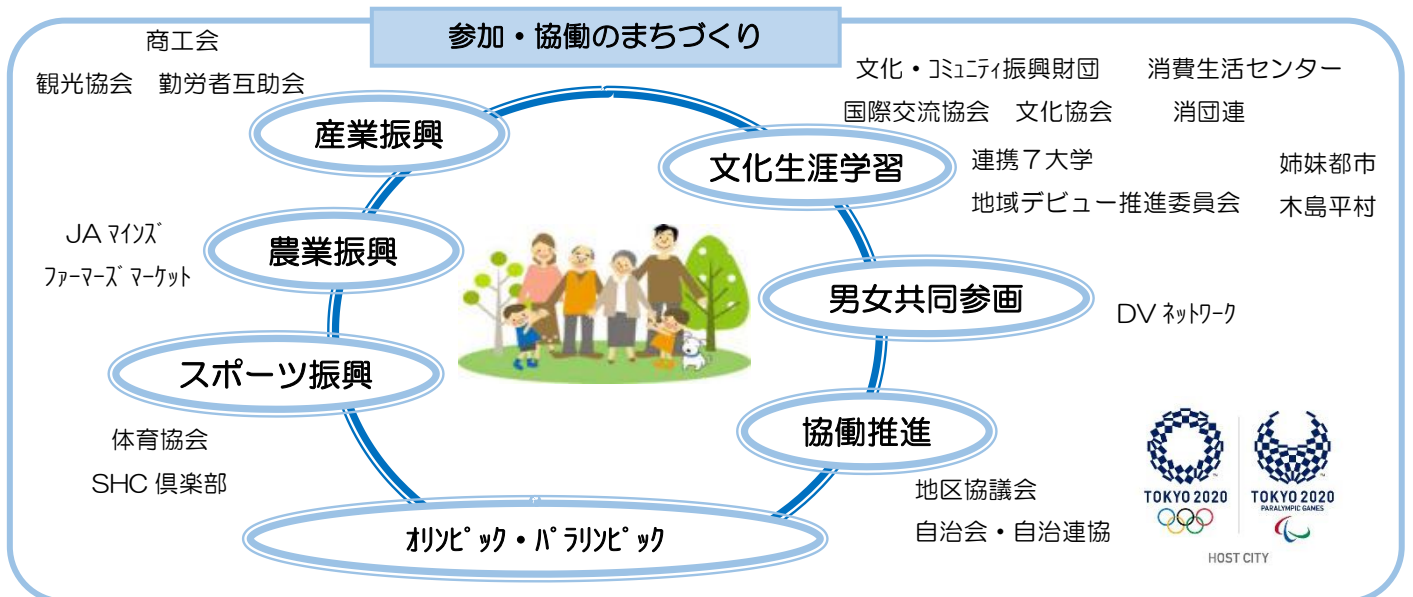 参加・協働のまちづくり
商工会
観光協会 勤労者互助会
産業振興
文化・ｺﾐｭﾆﾃｨ振興財団 消費生活センター
国際交流協会 文化協会 消団連
文化生涯学習
連携７大学 姉妹都市
地域デビュー推進委員会 木島平村
JA ﾏｲﾝｽﾞ
ﾌｧｰﾏｰｽﾞ ﾏｰｹｯﾄ
農業振興
男女共同参画
DV ﾈｯﾄﾜｰｸ
スポーツ振興
体育協会
SHC 倶楽部
協働推進
地区協議会
自治会・自治連協
ｵﾘﾝﾋﾟｯｸ・ﾊﾟﾗﾘﾝﾋﾟｯｸ
TOKYO 2020
TOKYO 2020
PARALYMPIC GAMES
HOST CITY